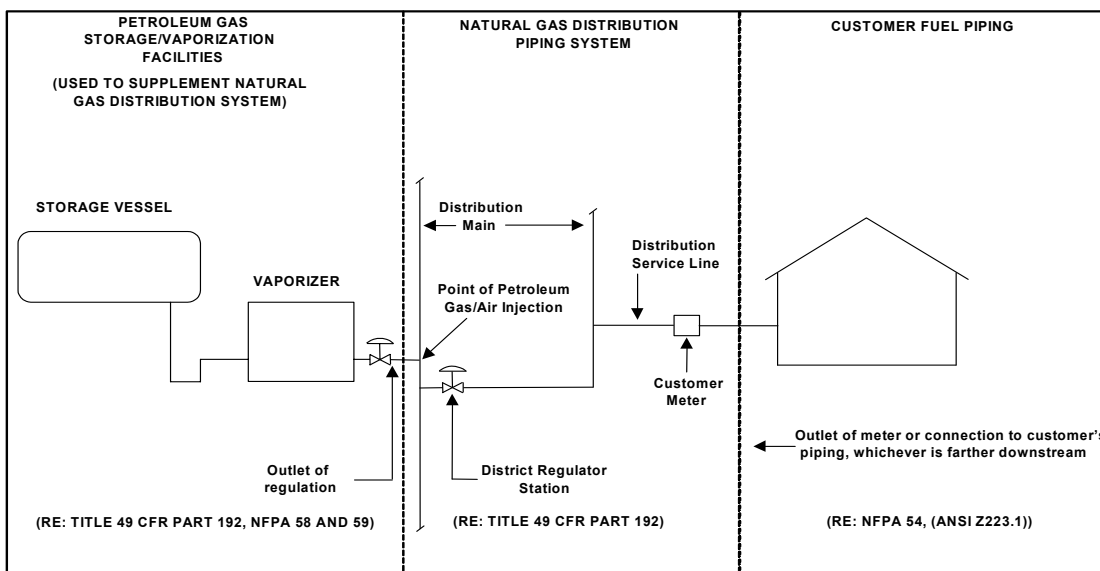 PETROLEUM GAS
STORAGE/VAPORIZATION
FACILITIES
(USED TO SUPPLEMENT NATURAL
GAS DISTRIBUTION SYSTEM)
NATURAL GAS DISTRIBUTION
PIPING SYSTEM
CUSTOMER FUEL PIPING
STORAGE VESSEL
VAPORIZER
Distribution
Main
Point of Petroleum
Gas/Air Injection
Distribution
Service Line
Customer
Meter
Outlet of
regulation
District Regulator
Station
Outlet of meter or connection to customer's
piping, whichever is farther downstream
(RE: TITLE 49 CFR PART 192, NFPA 58 AND 59)
(RE: TITLE 49 CFR PART 192)
(RE: NFPA 54, (ANSI Z223.1))